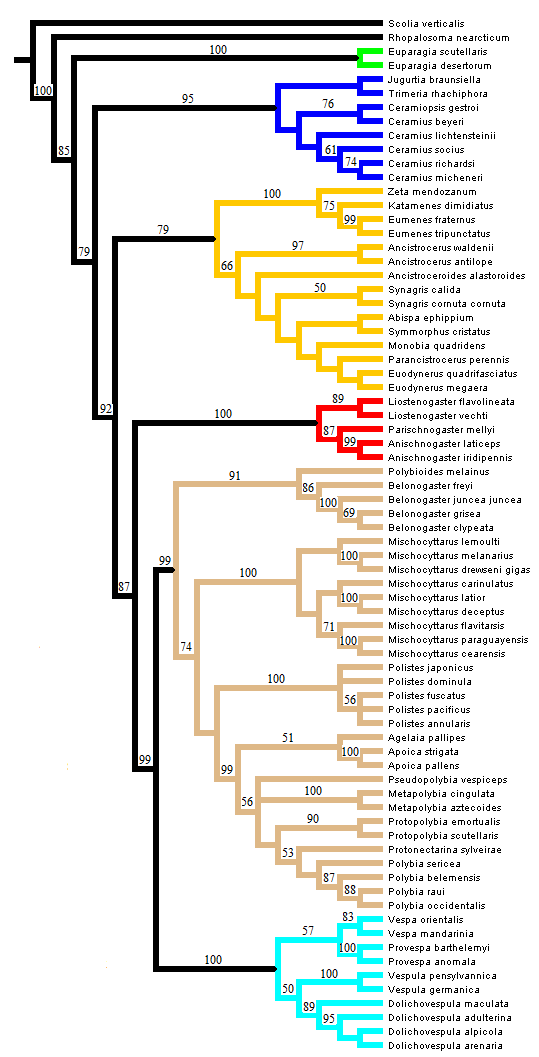 Scolia verticalis
Rhopalosoma nearcticum
100
Euparagia scutellaris
100
Euparagia desertorum
Jugurtia braunsiella
Trimeria rhachiphora
95
76
Ceramiopsis gestroi
Ceramius beyeri
Ceramius lichtensteinii
85
61
Ceramius socius
74
Ceramius richardsi
Ceramius micheneri
100
Zeta mendozanum
75
Katamenes dimidiatus
99
Eumenes fraternus
79
Eumenes tripunctatus
79
97
Ancistrocerus waldenii
66
Ancistrocerus antilope
Ancistroceroides alastoroides
50
Synagris calida
Synagris cornuta cornuta
Abispa ephippium
Symmorphus cristatus
Monobia quadridens
Parancistrocerus perennis
Euodynerus quadrifasciatus
Euodynerus megaera
92
89
Liostenogaster flavolineata
Liostenogaster vechti
100
87
Parischnogaster mellyi
99
Anischnogaster laticeps
Anischnogaster iridipennis
91
Polybioides melainus
86
Belonogaster freyi
100
Belonogaster juncea juncea
69
Belonogaster grisea
Belonogaster clypeata
Mischocyttarus lemoulti
100
Mischocyttarus melanarius
99
Mischocyttarus drewseni gigas
87
100
Mischocyttarus carinulatus
100
Mischocyttarus latior
Mischocyttarus deceptus
71
Mischocyttarus flavitarsis
74
100
Mischocyttarus paraguayensis
Mischocyttarus cearensis
Polistes japonicus
100
Polistes dominula
56
Polistes fuscatus
Polistes pacificus
Polistes annularis
51
Agelaia pallipes
100
Apoica strigata
99
99
Apoica pallens
Pseudopolybia vespiceps
56
100
Metapolybia cingulata
Metapolybia aztecoides
90
Protopolybia emortualis
Protopolybia scutellaris
53
Protonectarina sylveirae
Polybia sericea
87
Polybia belemensis
88
Polybia raui
Polybia occidentalis
83
Vespa orientalis
57
Vespa mandarinia
100
Provespa barthelemyi
100
Provespa anomala
100
Vespula pensylvannica
50
Vespula germanica
89
Dolichovespula maculata
95
Dolichovespula adulterina
Dolichovespula alpicola
Dolichovespula arenaria